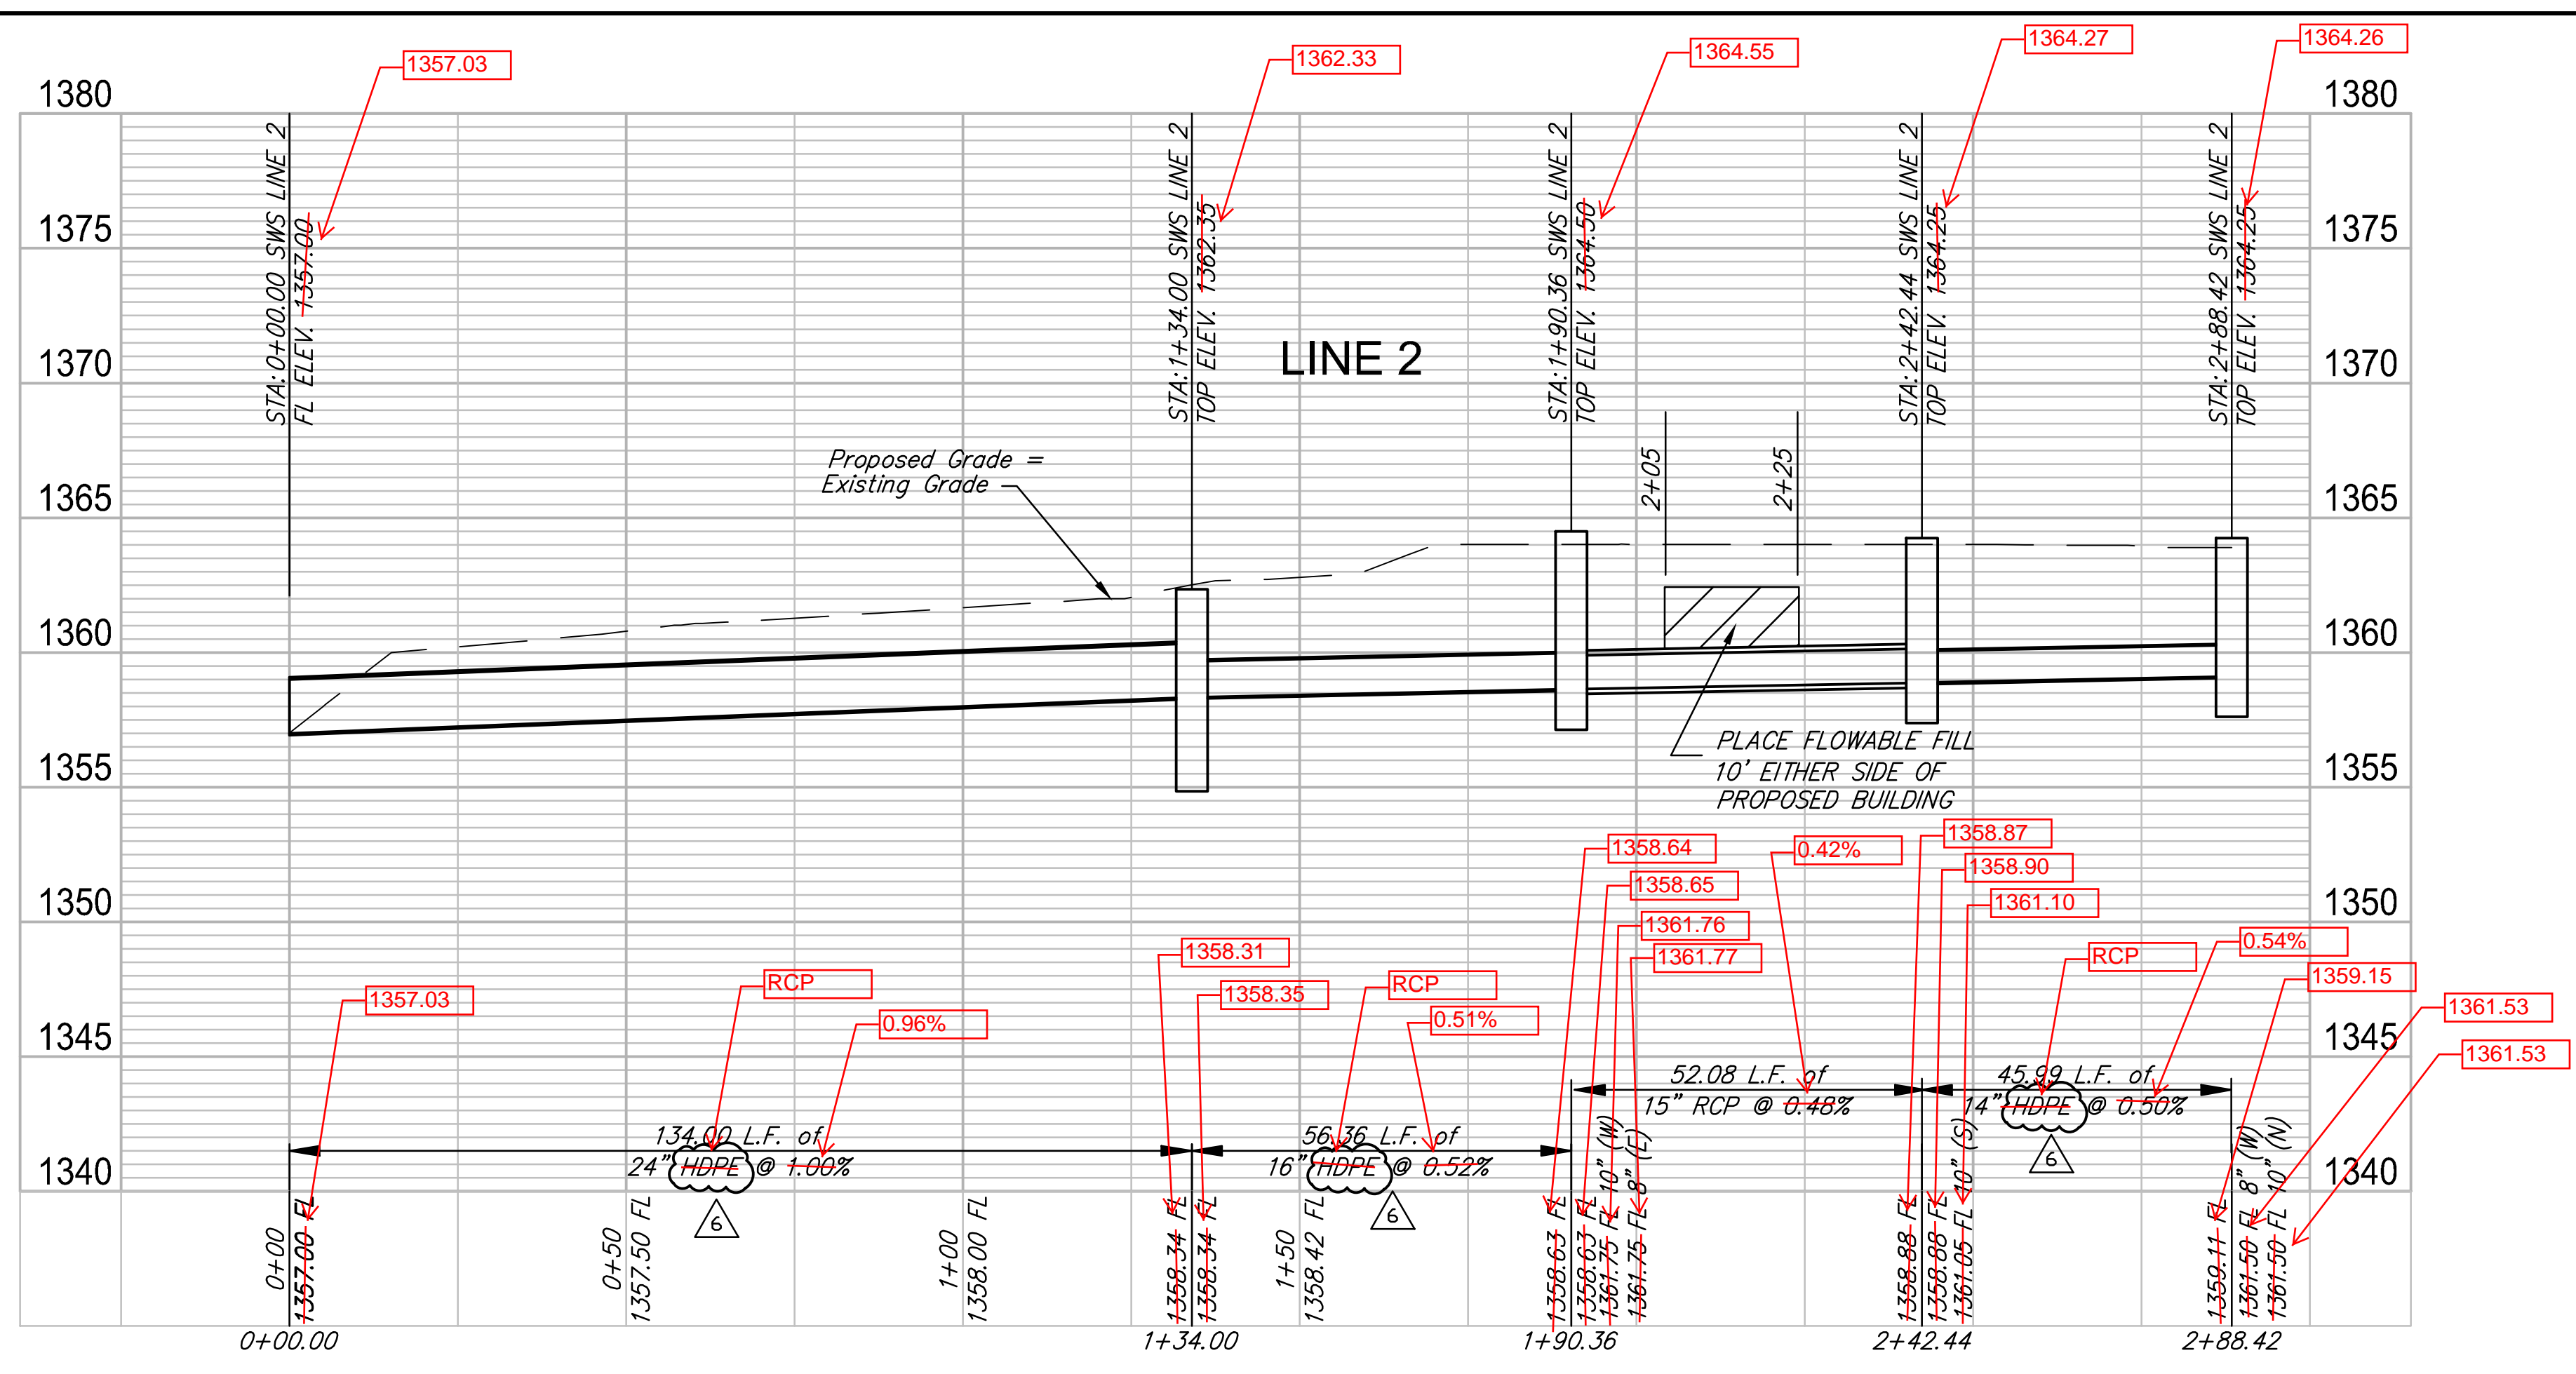 1357.03
1362.33
1364.55
1364.27
1364.26
1380
1380
STA:0+00.00 SWS LINE 2
FL ELEV. 1357.00
STA:1+34.00 SWS LINE 2
TOP ELEV. 1362.35
STA:1+90.36 SWS LINE 2
TOP ELEV. 1364.50
STA:2+42.44 SWS LINE 2
TOP ELEV. 1364.25
STA:2+88.42 SWS LINE 2
TOP ELEV. 1364.25
1375
1375
LINE 2
1370
1370
Proposed Grade =
Existing Grade
2+05
2+25
1365
1365
1360
1360
PLACE FLOWABLE FILL
10' EITHER SIDE OF
PROPOSED BUILDING
1355
1355
1358.64
0.42%
1358.87
1358.65
1358.90
1361.76
1361.10
1361.77
1350
1350
1358.31
0.54%
RCP
RCP
RCP
1359.15
1357.03
1358.35
1361.53
0.96%
0.51%
1345
1345
1361.53
52.08 L.F. of
15" RCP @ 0.48%
45.99 L.F. of
14" HDPE @ 0.50%
6
134.00 L.F. of
24" HDPE @ 1.00%
6
56.36 L.F. of
16" HDPE @ 0.52%
6
1340
1340
0+00
1357.00 FL
0+50
1357.50 FL
1+00
1358.00 FL
1358.34 FL
1358.34 FL
1+50
1358.42 FL
1358.63 FL
1358.63 FL
1361.75 FL 10" (W)
1361.75 FL 8" (E)
1358.88 FL
1358.88 FL
1361.05 FL 10" (S)
1359.11 FL
1361.50 FL 8" (W)
1361.50 FL 10" (N)
0+00.00
1+34.00
1+90.36
2+42.44
2+88.42